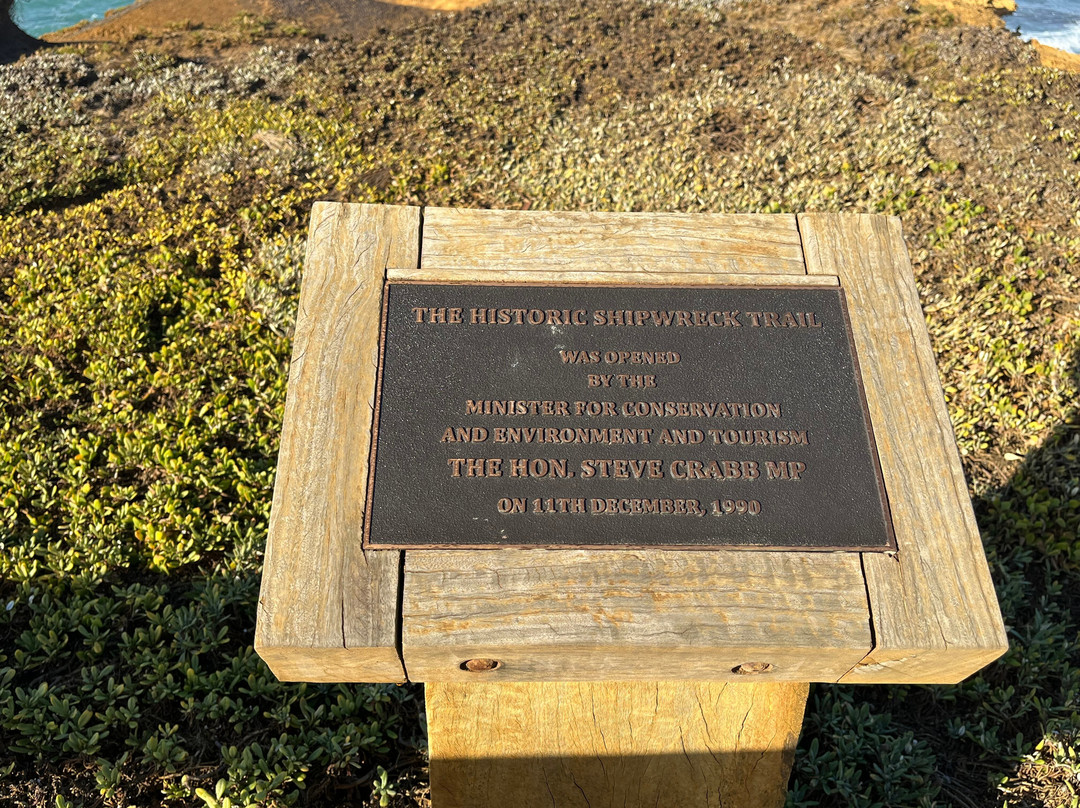 THE HISTORIC SHIPWRECK TRAIL
WAS OPENED
BY THE
MINISTER FOR CONSERVATION
AND ENVIRONMENT AND TOURISM
THE HON. STEVE CRABB MP
ON 11TH DECEMBER, 1990